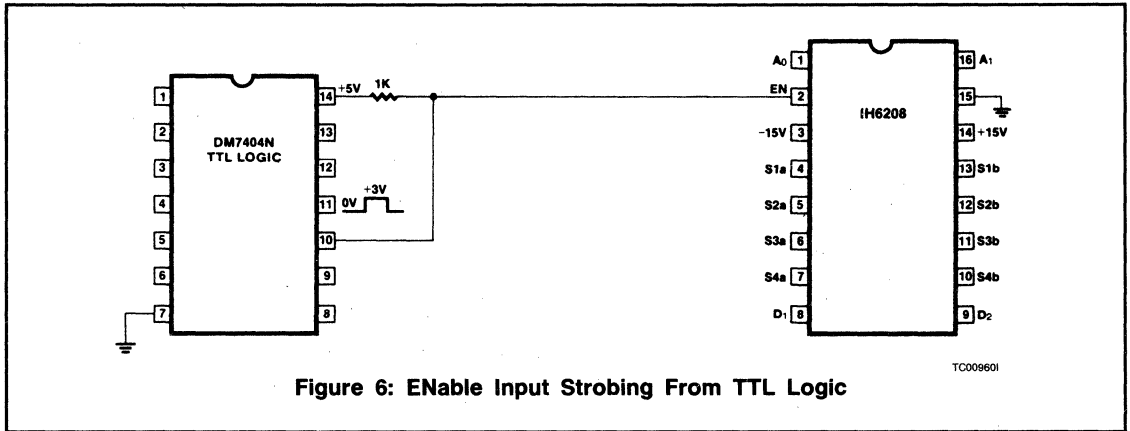 1
2
3
4
5
6
7
DM7404N
TTL LOGIC
14
13
12
11
10
9
8
+5V
1K
0V
+3V
A0 1
EN 2
-15V 3
S1a 4
S2a 5
S3a 6
S4a 7
D1 8
IH6208
16 A1
15
14 +15V
13 S1b
12 S2b
11 S3b
10 S4b
9 D2
TC00960I
Figure 6: ENable Input Strobing From TTL Logic